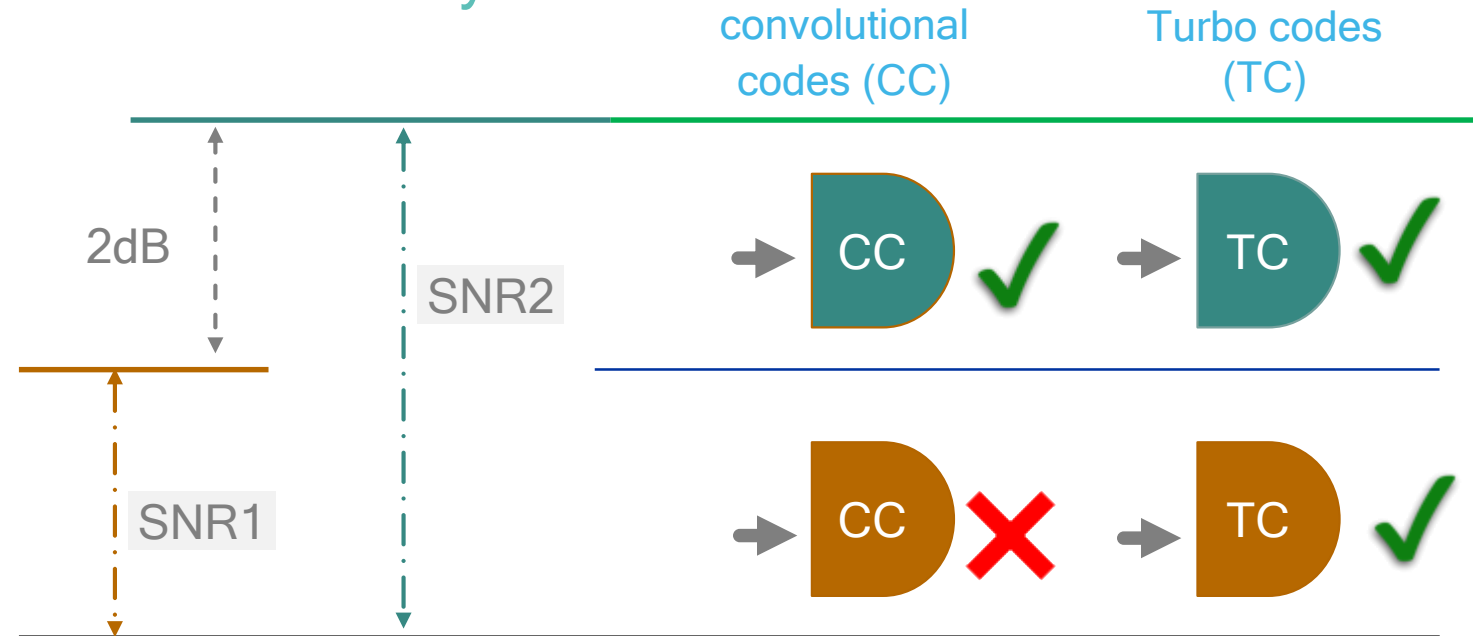 convolutional
codes (CC)
Turbo codes
(TC)
2dB
SNR2
CC
TC
SNR1
CC
TC